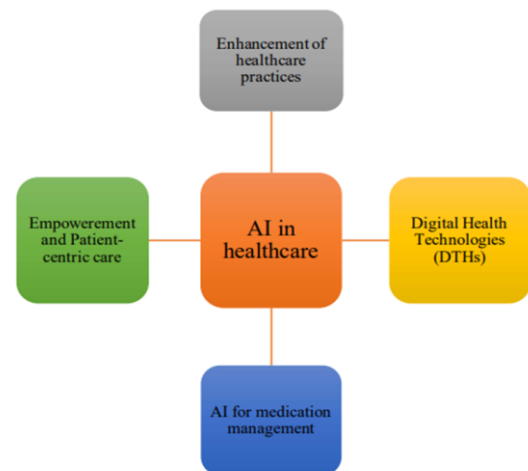 Enhancement of
healthcare
practices
Empowerement
and Patient-
centric care
AI in
healthcare
Digital Health
Technologies
(DTHs)
AI for medication
management